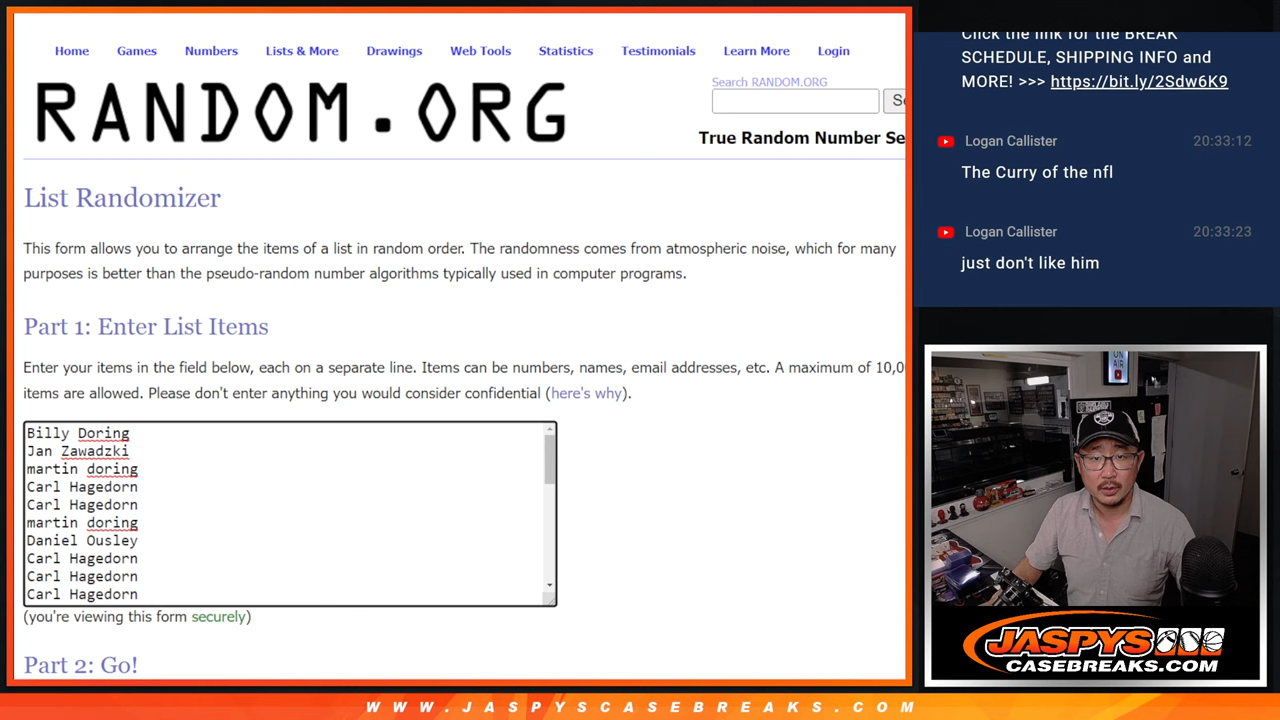 Home Games Numbers Lists & More Drawings Web Tools Statistics Testimonials Learn More Login
RANDOM.ORG
Search RANDOM.ORG
True Random Number Se
List Randomizer
This form allows you to arrange the items of a list in random order. The randomness comes from atmospheric noise, which for many
purposes is better than the pseudo-random number algorithms typically used in computer programs.
Part 1: Enter List Items
Enter your items in the field below, each on a separate line. Items can be numbers, names, email addresses, etc. A maximum of 10,0
items are allowed. Please don't enter anything you would consider confidential (here's why).
Billy Doring
Jan Zawadzki
martin doring
Carl Hagedorn
Carl Hagedorn
martin doring
Daniel Ousley
Carl Hagedorn
Carl Hagedorn
Carl Hagedorn
(you're viewing this form securely)
Part 2: Go!
Click the link for the BREAK
SCHEDULE, SHIPPING INFO and
MORE! >>> https://bit.ly/2Sdw6K9
Logan Callister 20:33:12
The Curry of the nfl
Logan Callister 20:33:23
just don't like him
ON
AIR
JASPYS
CASEBREAKS.COM
WWW.JASPYSCASEBREAKS.COM